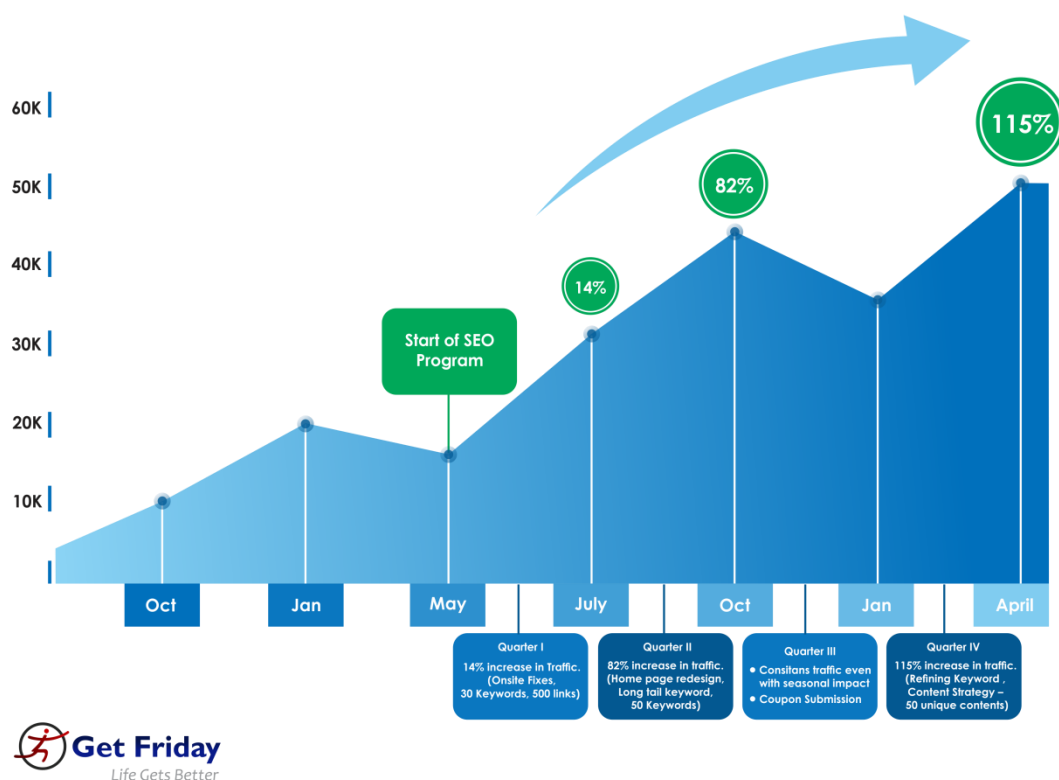 60K
50K
40K
30K
20K
10K
115%
82%
14%
Start of SEO
Program
Oct
Jan
May
July
Oct
Jan
April
Quarter I
14% increase in Traffic.
(Onsite Fixes,
30 Keywords, 500 links)
Quarter II
82% increase in traffic.
(Home page redesign,
Long tail keyword,
50 Keywords)
Quarter III
• Consitans traffic even
with seasonal impact
• Coupon Submission
Quarter IV
115% increase in traffic.
(Refining Keyword ,
Content Strategy –
50 unique contents)
Get Friday
Life Gets Better